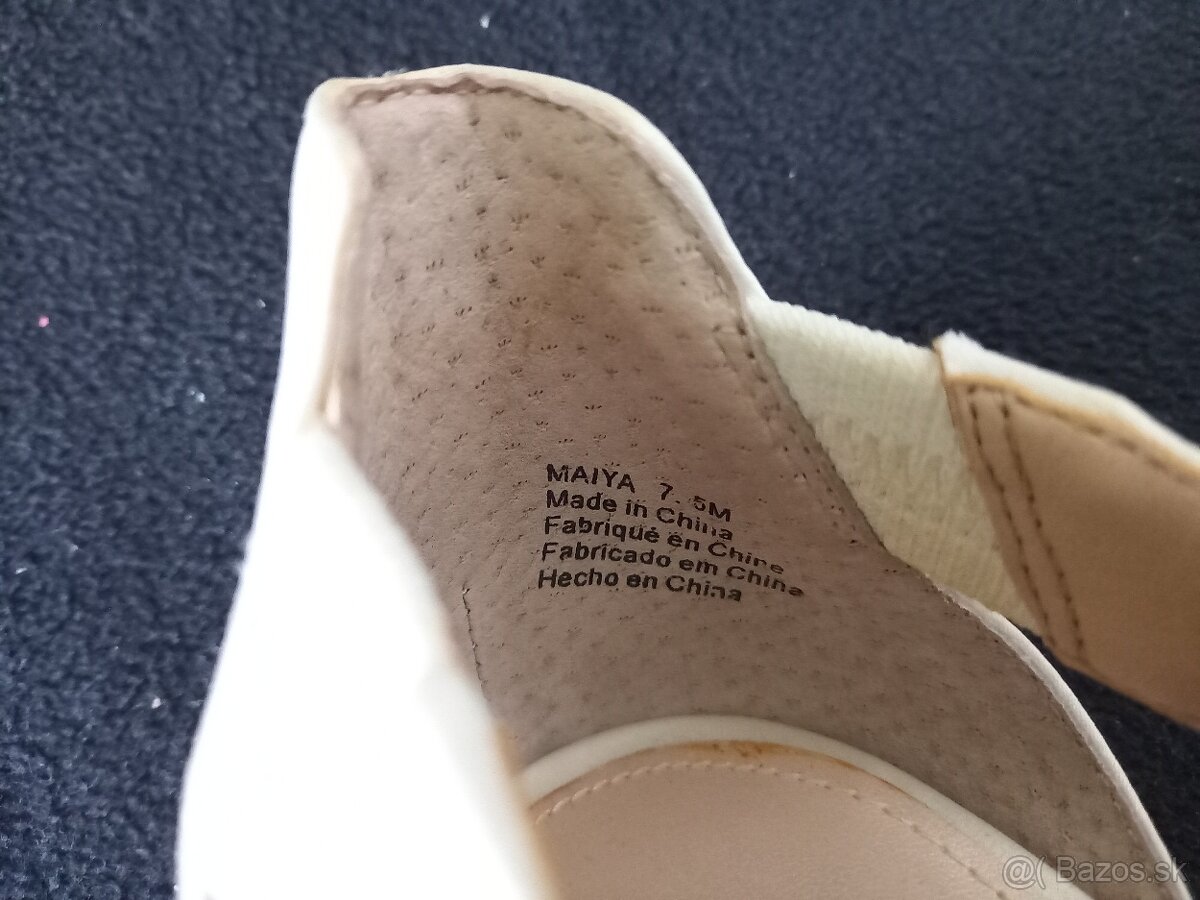 MAIYA 7.5M
Made in China
Fabriqué en Chine
Fabricado em China
Hecho en China
@( Bazos.sk